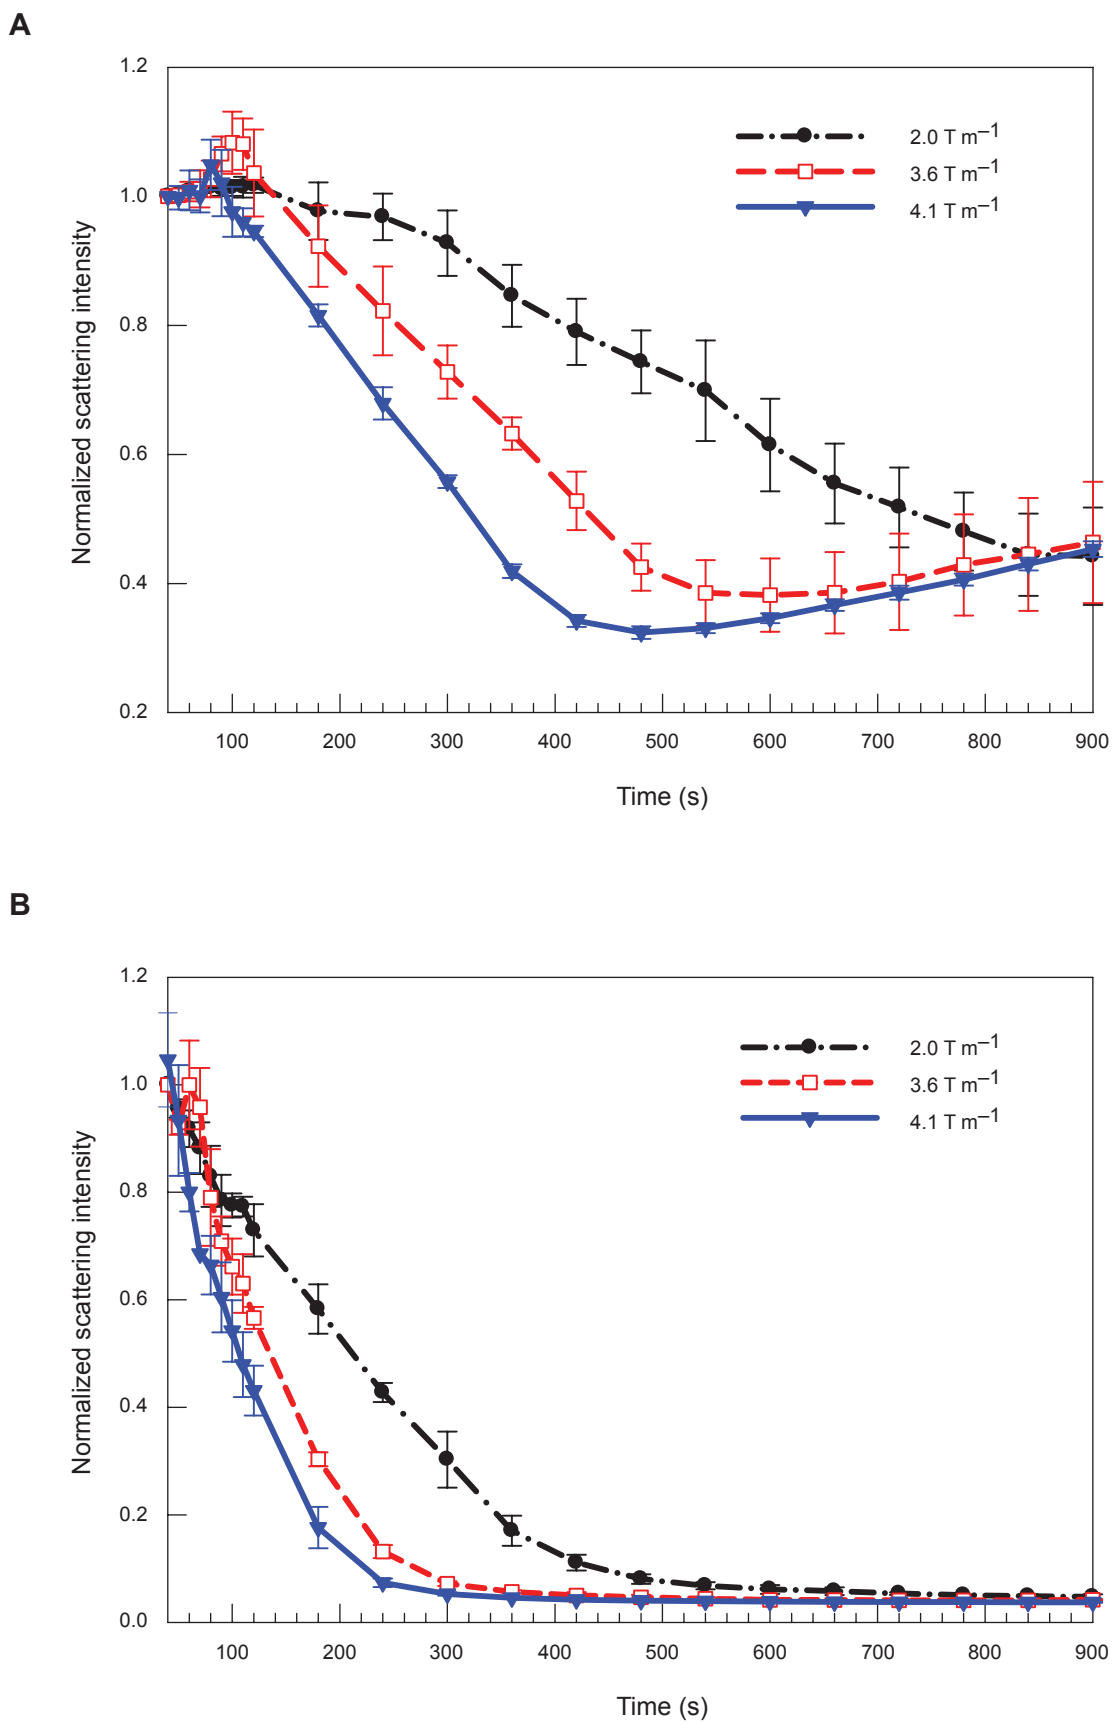 A
1.2
1.0
0.8
0.6
0.4
0.2
Normalized scattering intensity
2.0 T m⁻¹
3.6 T m⁻¹
4.1 T m⁻¹
100 200 300 400 500 600 700 800 900
Time (s)
B
1.2
1.0
0.8
0.6
0.4
0.2
0.0
Normalized scattering intensity
2.0 T m⁻¹
3.6 T m⁻¹
4.1 T m⁻¹
100 200 300 400 500 600 700 800 900
Time (s)